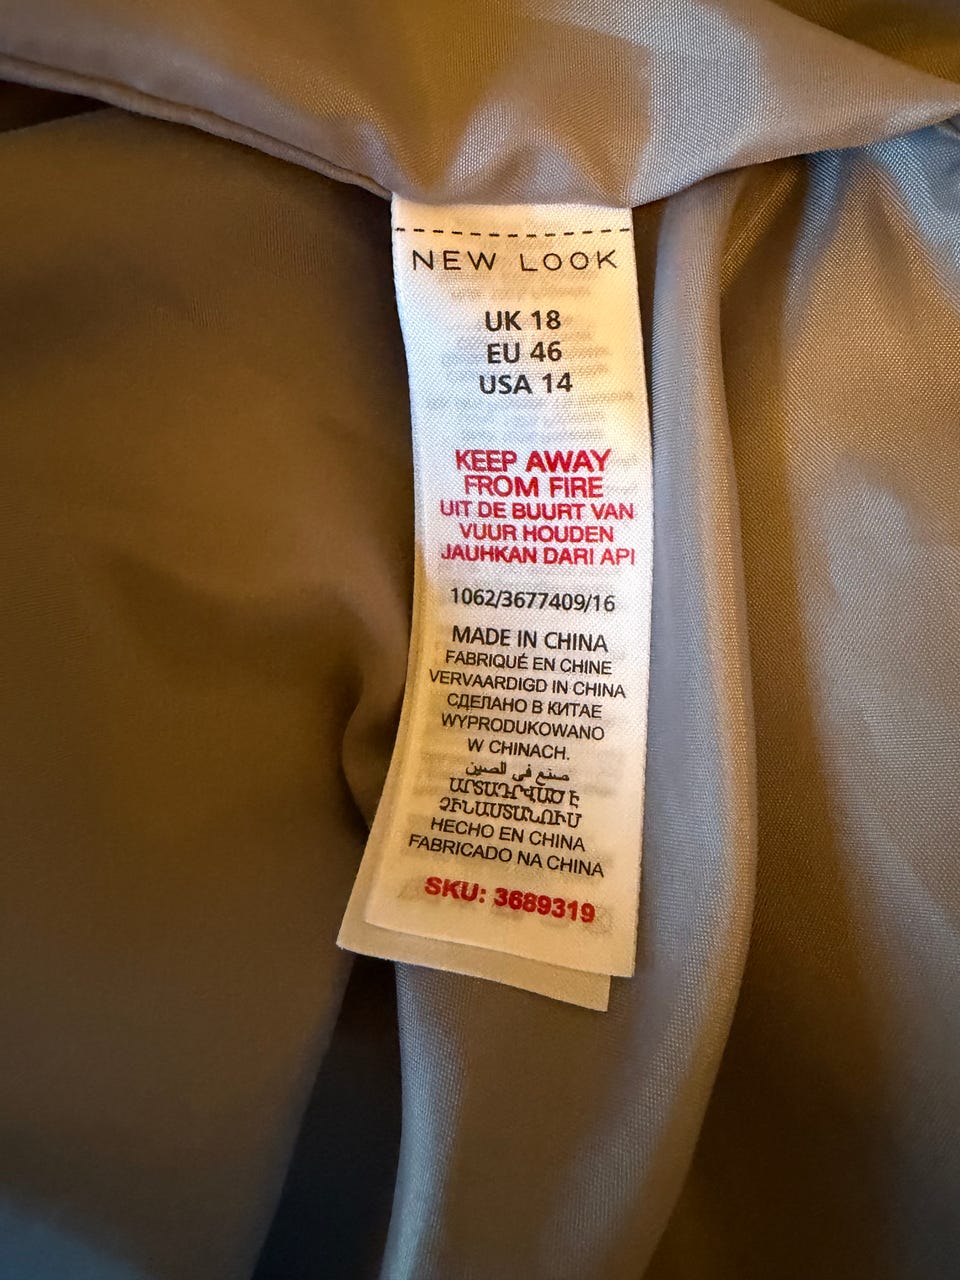 NEW LOOK
UK 18
EU 46
USA 14
KEEP AWAY
FROM FIRE
UIT DE BUURT VAN
VUUR HOUDEN
JAUHKAN DARI API
1062/3677409/16
MADE IN CHINA
FABRIQUÉ EN CHINE
VERVAARDIGD IN CHINA
СДЕЛАНО В КИТАЕ
WYPRODUKOWANO
W CHINACH.
صنع في الصين
ԱՐՏԱԴՐՎԱԾ Է
ՉԻՆԱՍՏԱՆՈՒՄ
HECHO EN CHINA
FABRICADO NA CHINA
SKU: 3689319